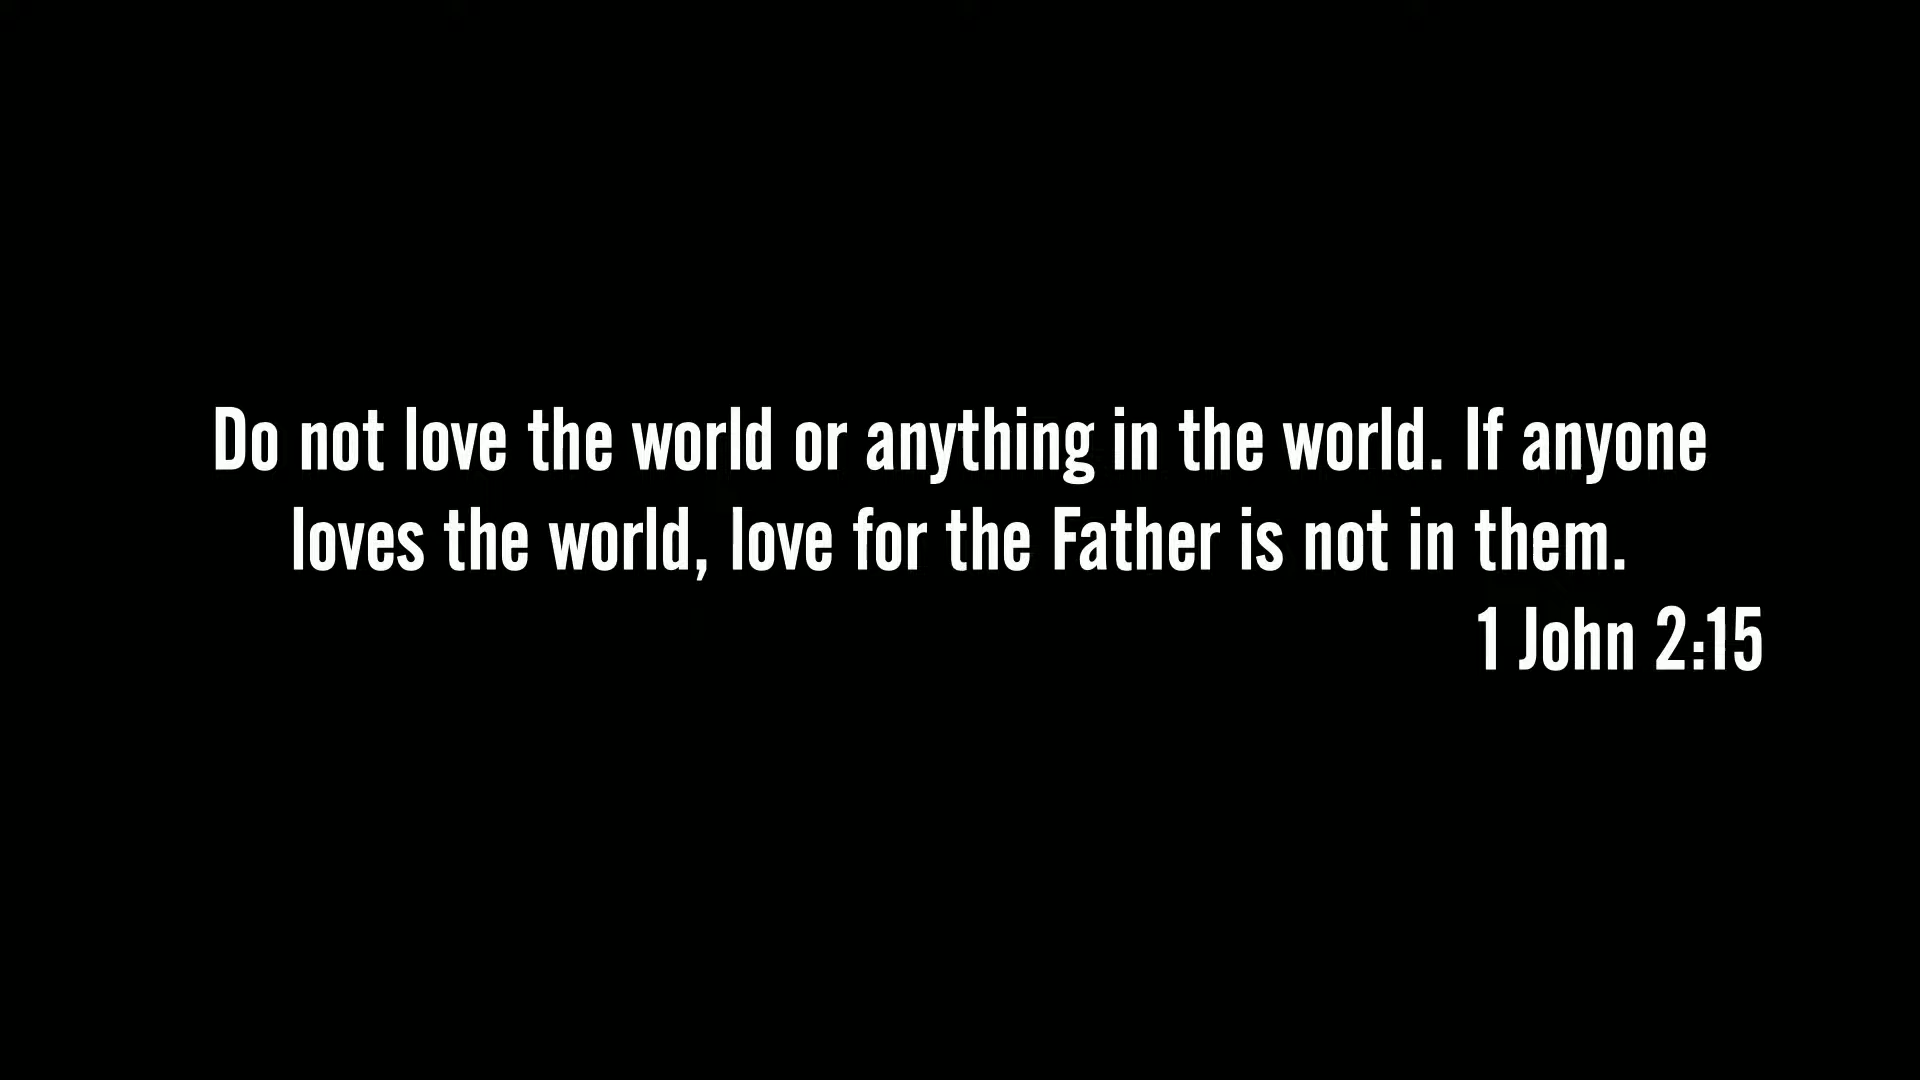 Do not love the world or anything in the world. If anyone
loves the world, love for the Father is not in them.
1 John 2:15